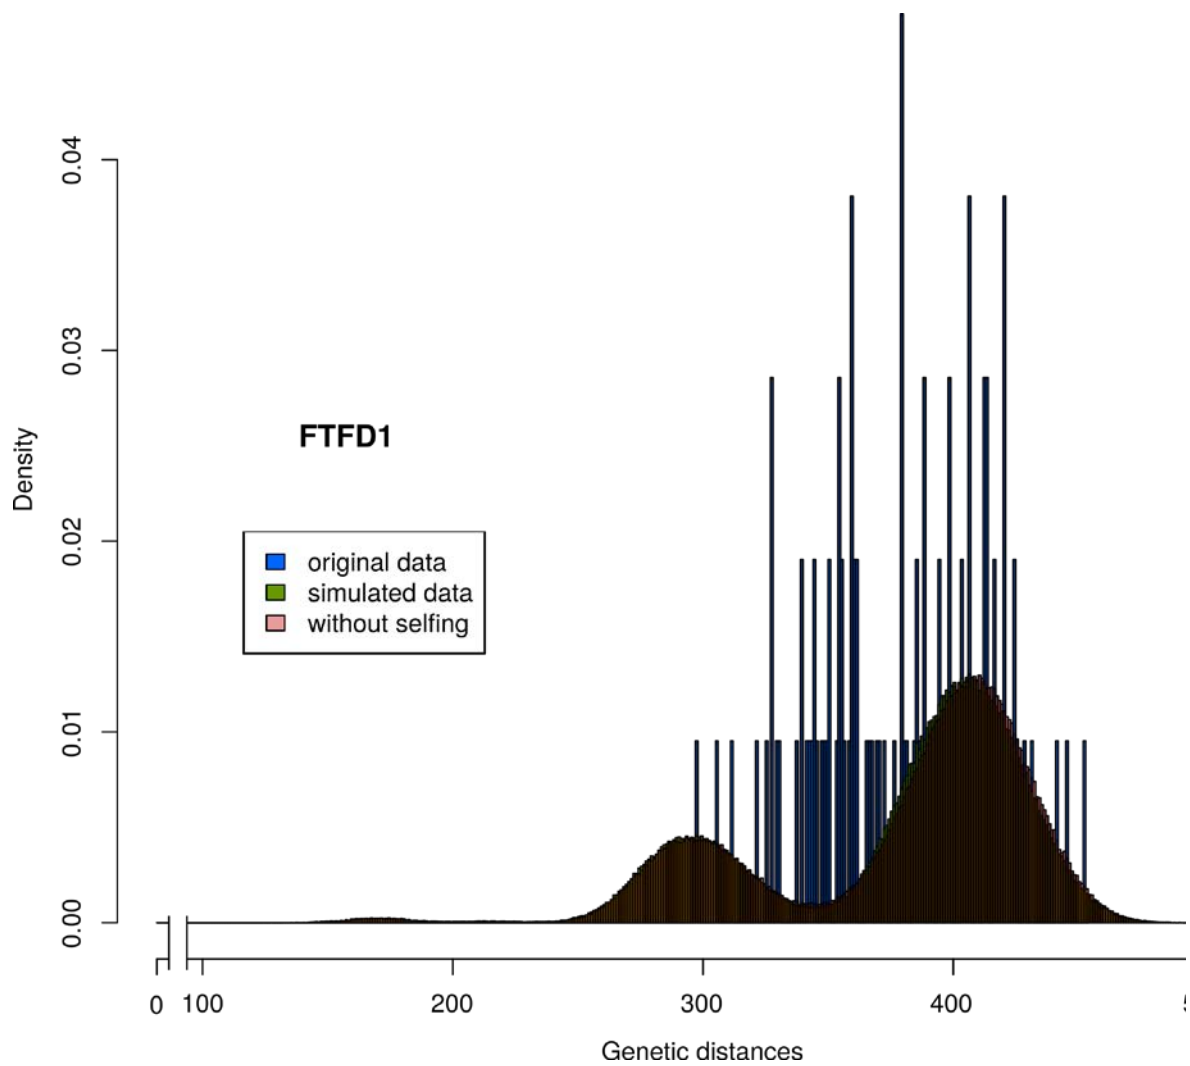 0.04
0.03
0.02
0.01
0.00
Density
FTFD1
original data
simulated data
without selfing
0 100 200 300 400
Genetic distances